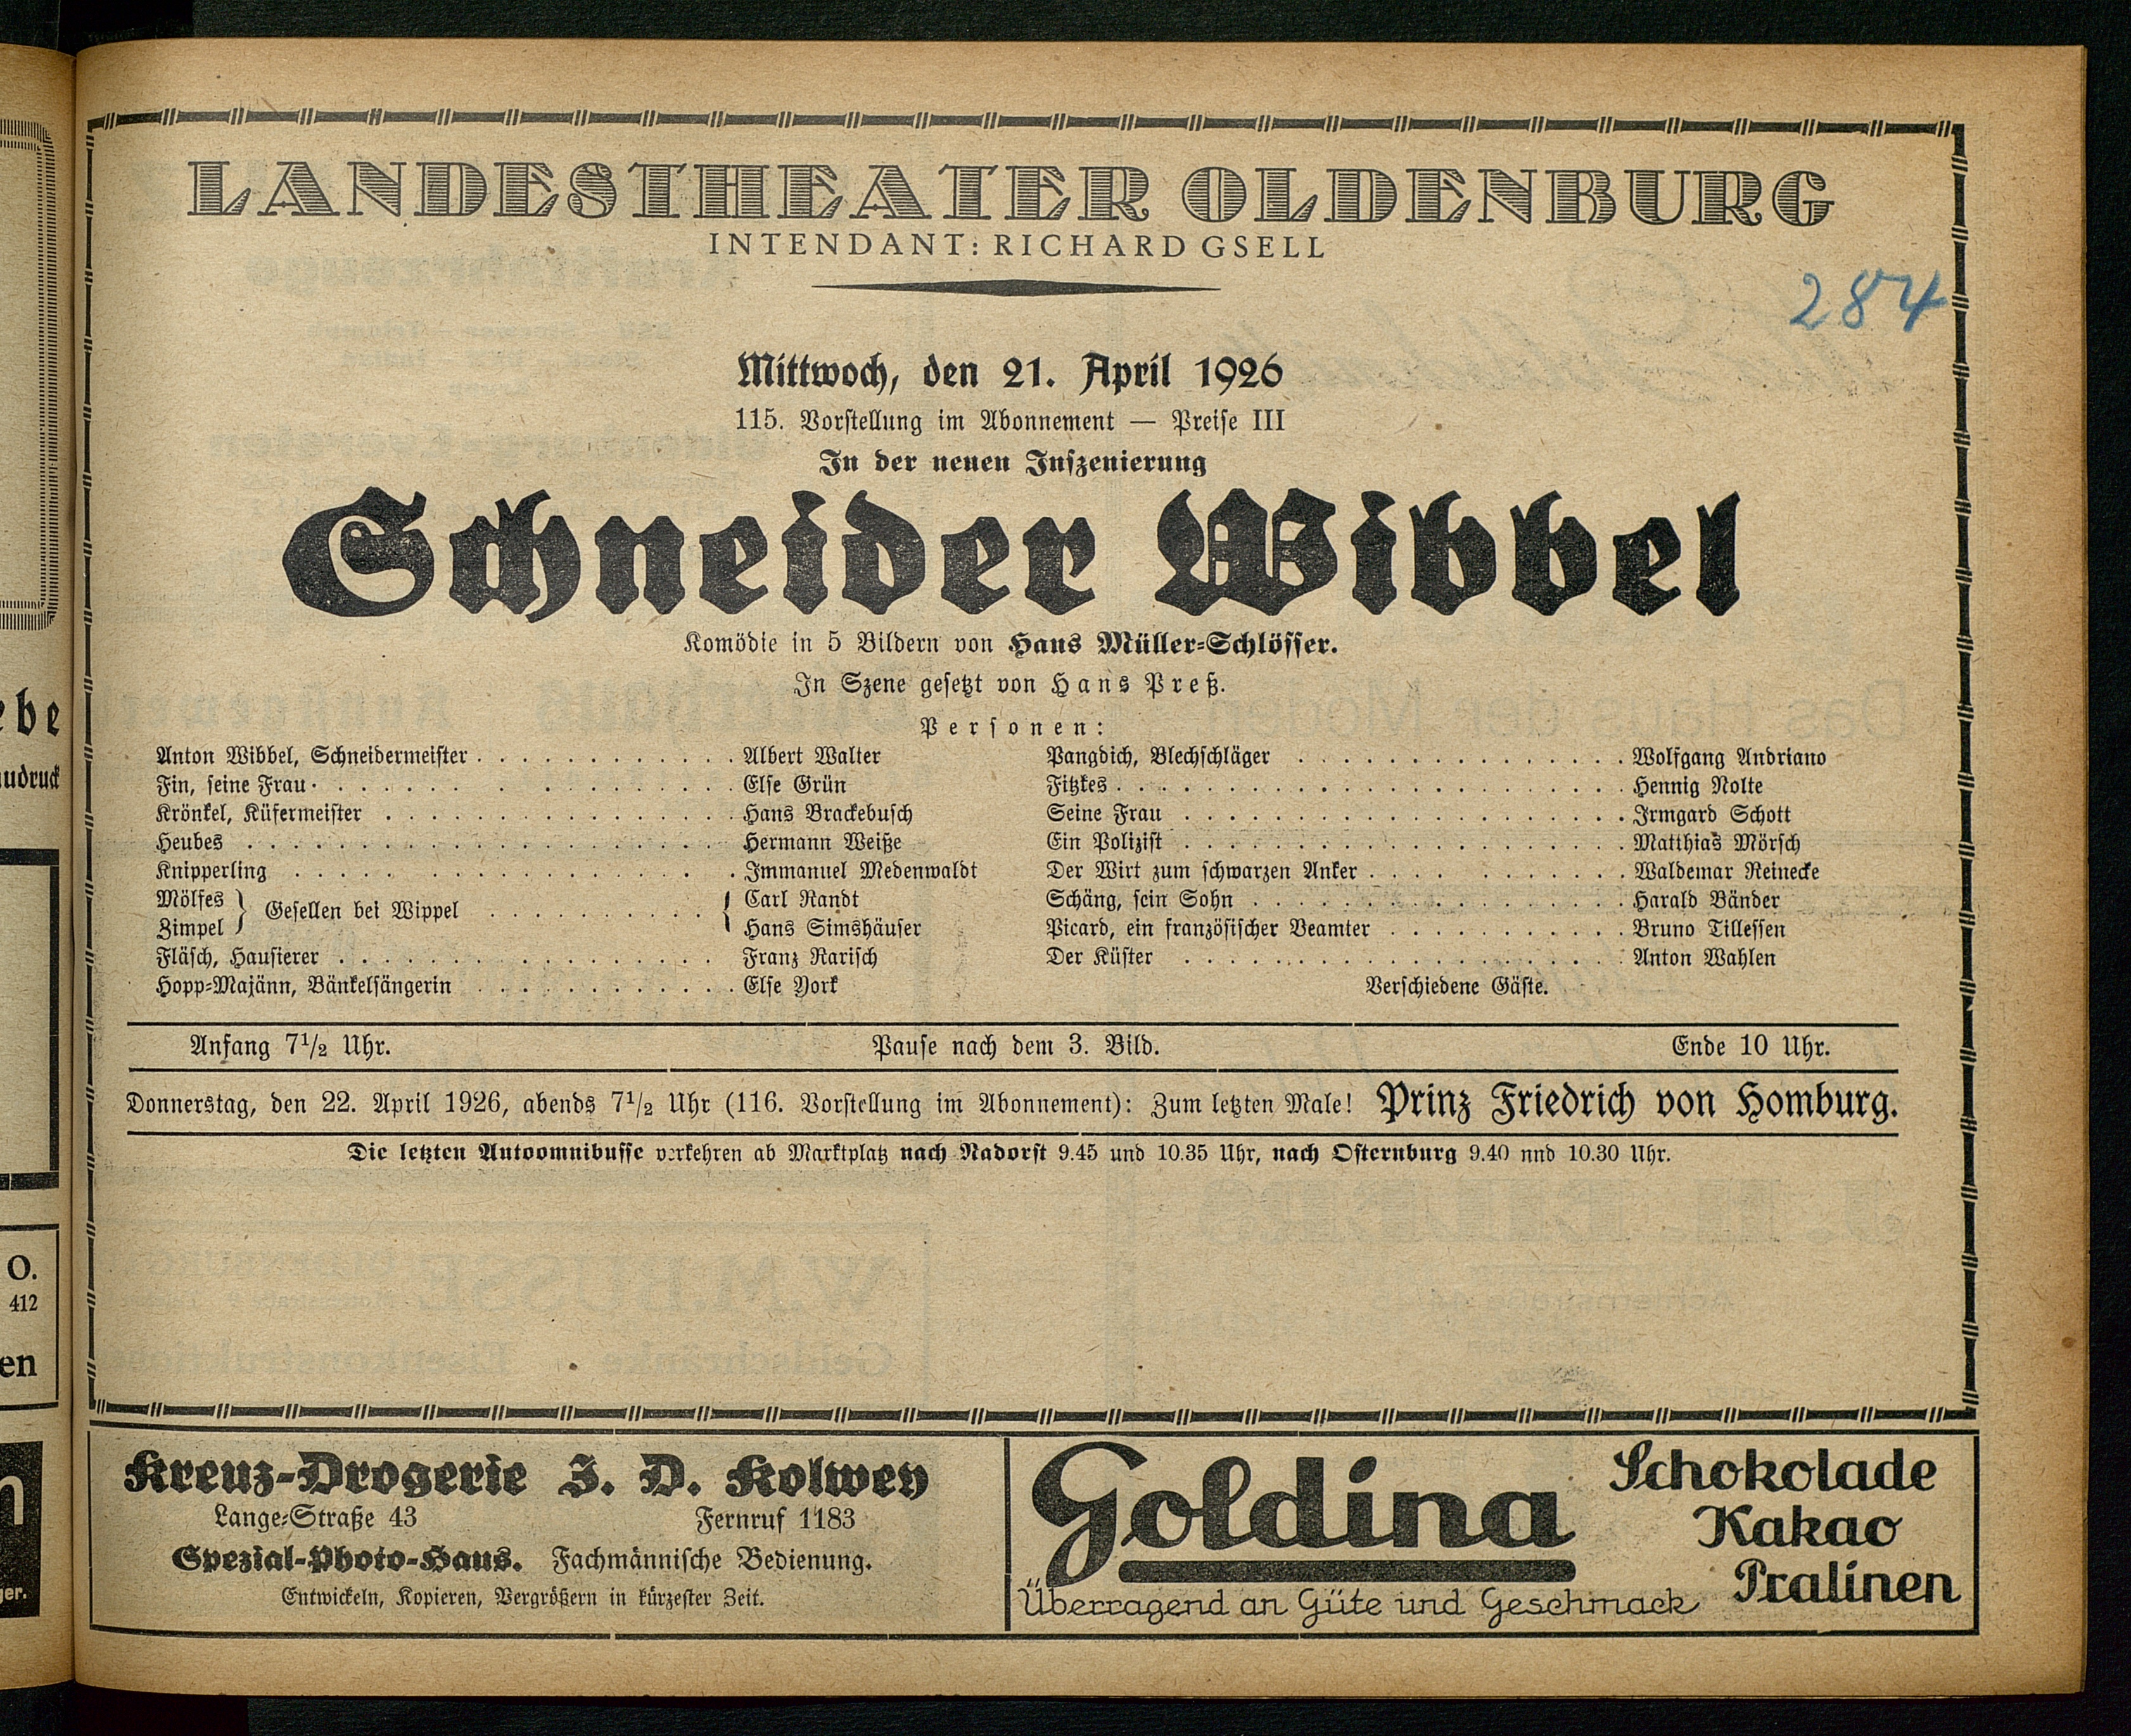 LANDESTHEATER OLDENBURG
INTENDANT: RICHARD GSELL
284
Mittwoch, den 21. April 1926
115. Vorstellung im Abonnement — Preise III
In der neuen Inszenierung
Schneider Wibbel
Komödie in 5 Bildern von Hans Müller-Schlösser.
In Szene gesetzt von Hans Preß.
Personen:
Anton Wibbel, Schneidermeister . . . Albert Walter
Fin, seine Frau . . . Else Grün
Krönkel, Küfermeister . . . Hans Brackebusch
Heubes . . . Hermann Weiße
Knipperling . . . Immanuel Medenwaldt
Mölfes } Gesellen bei Wippel . . . { Carl Randt
Zimpel } { Hans Simshäuser
Fläsch, Hausierer . . . Franz Rarisch
Hopp-Majänn, Bänkelsängerin . . . Else York
Pangdich, Blechschläger . . . Wolfgang Andriano
Fitzkes . . . Hennig Nolte
Seine Frau . . . Irmgard Schott
Ein Polizist . . . Matthias Mörsch
Der Wirt zum schwarzen Anker . . . Waldemar Reinecke
Schäng, sein Sohn . . . Harald Bänder
Picard, ein französischer Beamter . . . Bruno Tillessen
Der Küster . . . Anton Wahlen
Verschiedene Gäste.
Anfang 7½ Uhr. Pause nach dem 3. Bild. Ende 10 Uhr.
Donnerstag, den 22. April 1926, abends 7½ Uhr (116. Vorstellung im Abonnement): Zum letzten Male! Prinz Friedrich von Homburg.
Die letzten Autoomnibusse verkehren ab Marktplatz nach Nadorst 9.45 und 10.35 Uhr, nach Osternburg 9.40 nnd 10.30 Uhr.
Kreuz-Drogerie J. D. Kolwey
Lange-Straße 43 Fernruf 1183
Spezial-Photo-Haus. Fachmännische Bedienung.
Entwickeln, Kopieren, Vergrößern in kürzester Zeit.
Goldina
Schokolade
Kakao
Pralinen
Überragend an Güte und Geschmack